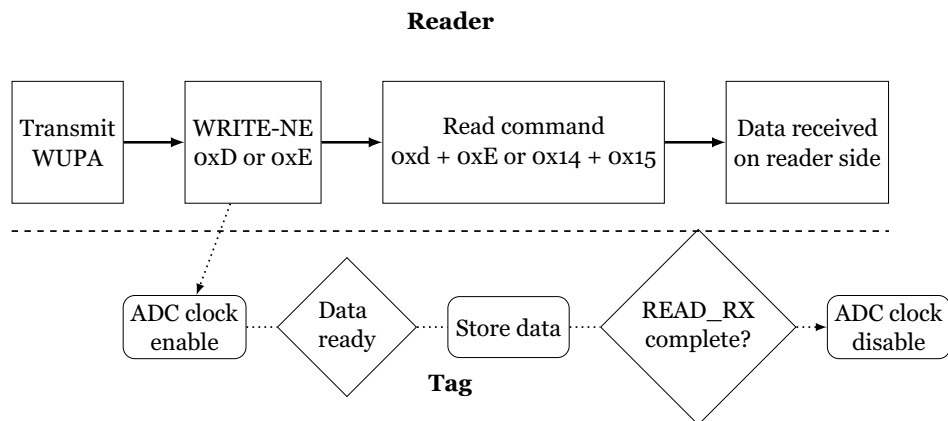 Reader
Transmit
WUPA
WRITE-NE
0xD or 0xE
Read command
0xd + 0xE or 0x14 + 0x15
Data received
on reader side
ADC clock
enable
Data
ready
Store data
READ_RX
complete?
ADC clock
disable
Tag